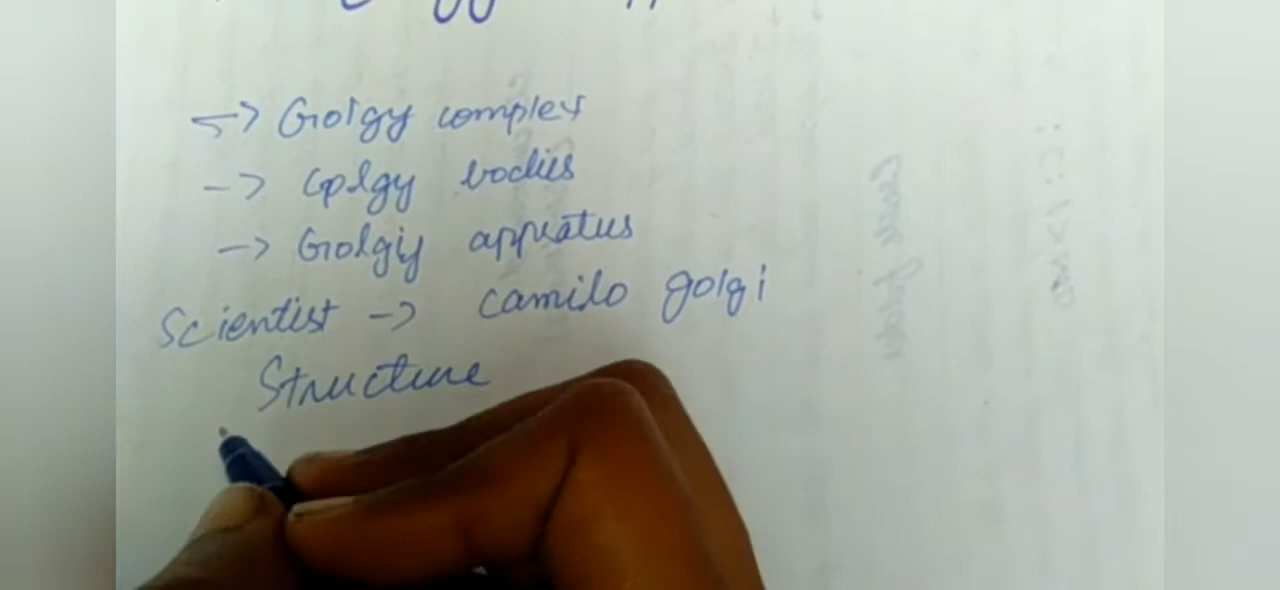 -> Golgy complex
-> Golgy bodies
-> Golgiy appratus
Scientist -> camilo golgi
Structure